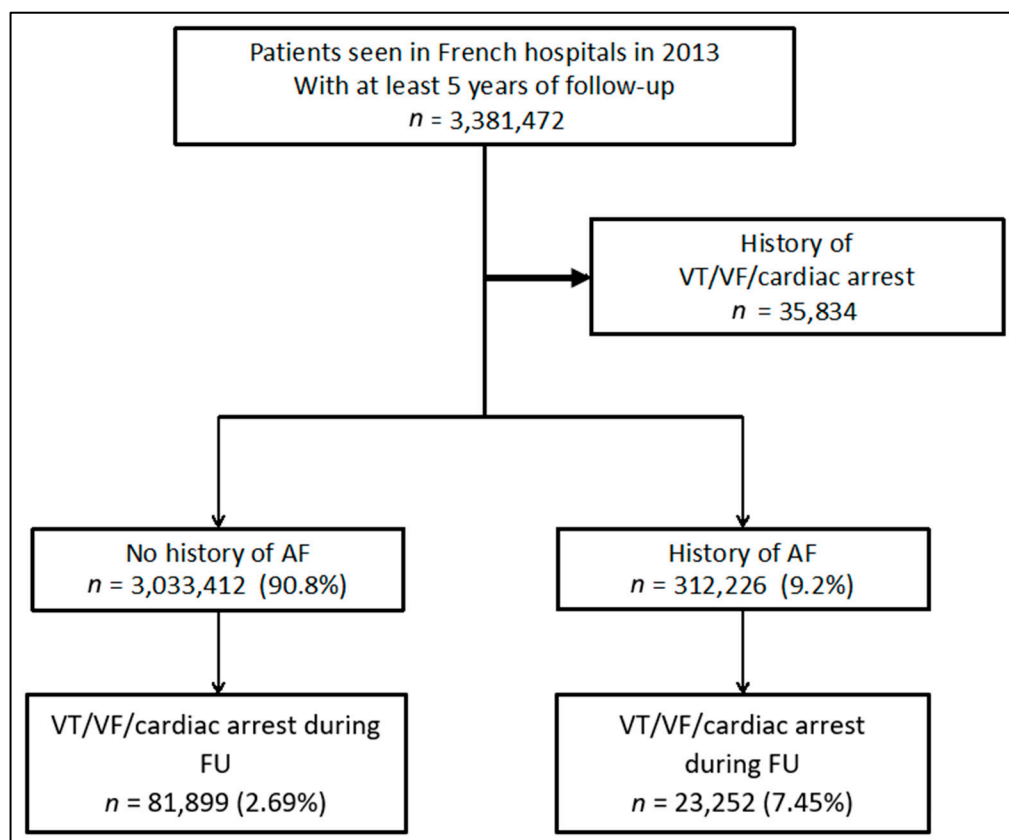 Patients seen in French hospitals in 2013
With at least 5 years of follow-up
n = 3,381,472
History of
VT/VF/cardiac arrest
n = 35,834
No history of AF
n = 3,033,412 (90.8%)
History of AF
n = 312,226 (9.2%)
VT/VF/cardiac arrest during
FU
n = 81,899 (2.69%)
VT/VF/cardiac arrest
during FU
n = 23,252 (7.45%)